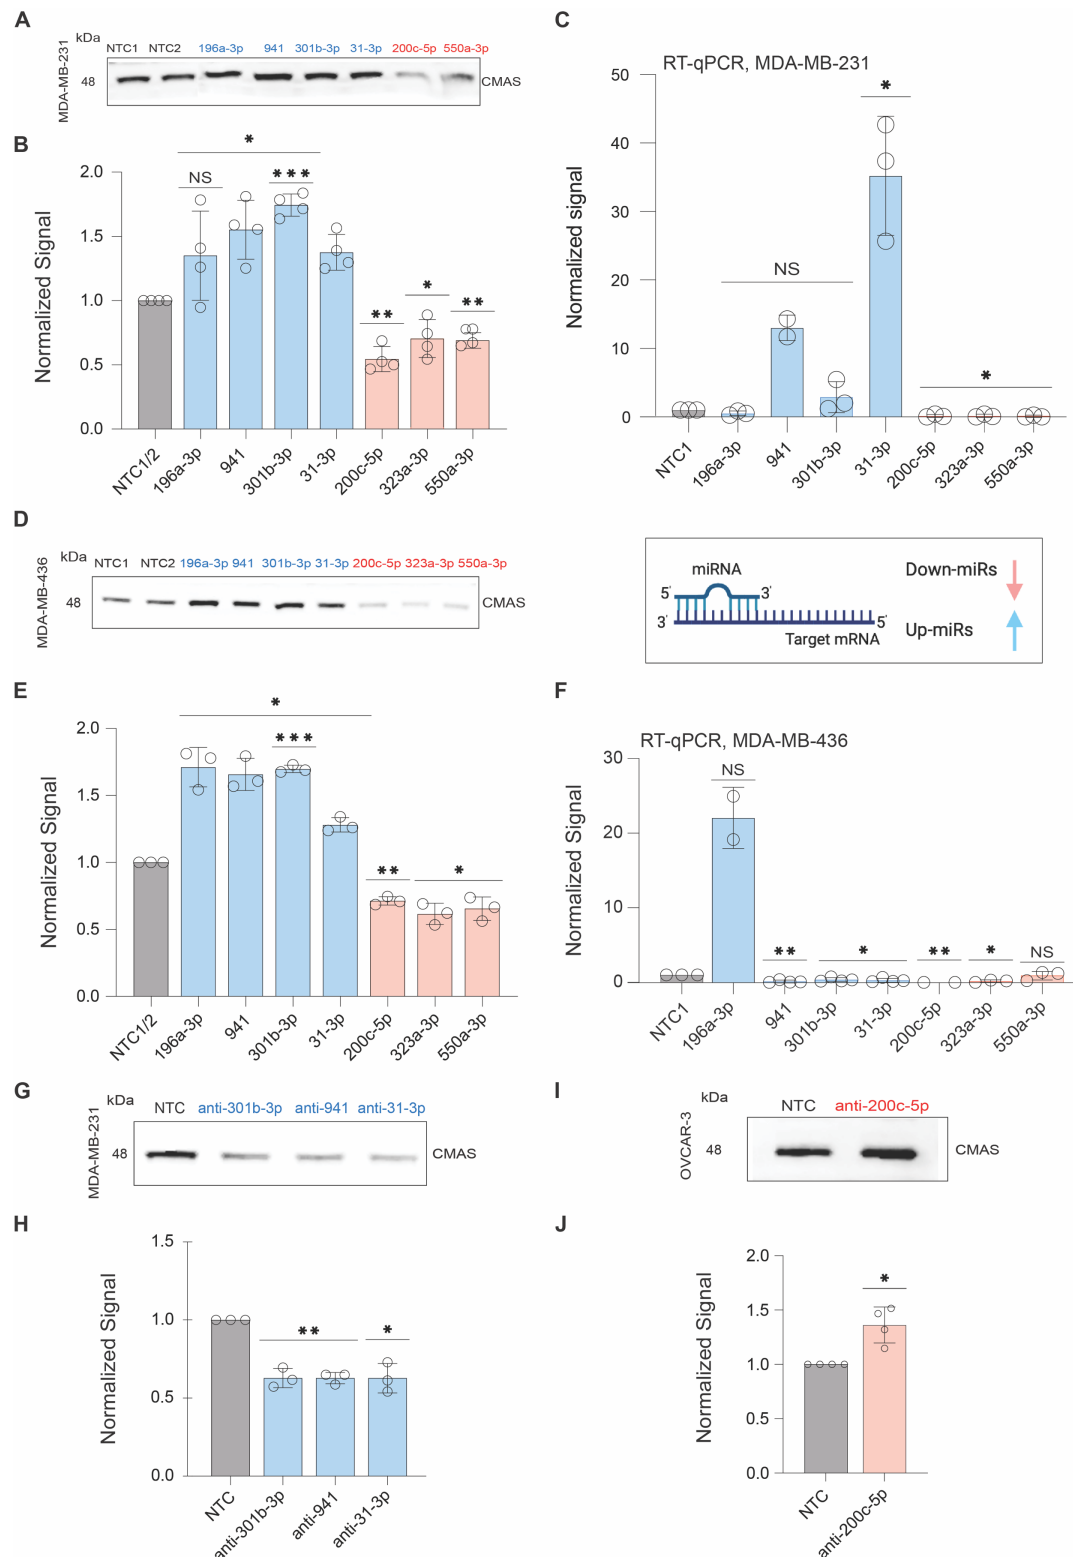 A
MDA-MB-231
kDa
NTC1 NTC2 196a-3p 941 301b-3p 31-3p 200c-5p 550a-3p
48
CMAS
B
Normalized Signal
2.0
1.5
1.0
0.5
0.0
*
NS
***
**
*
**
NTC1/2
196a-3p
941
301b-3p
31-3p
200c-5p
323a-3p
550a-3p
C
RT-qPCR, MDA-MB-231
Normalized signal
50
40
30
20
10
0
NS
*
*
NTC1
196a-3p
941
301b-3p
31-3p
200c-5p
323a-3p
550a-3p
D
MDA-MB-436
kDa
NTC1 NTC2 196a-3p 941 301b-3p 31-3p 200c-5p 323a-3p 550a-3p
48
CMAS
miRNA
5' 3'
3' 5'
Target mRNA
Down-miRs
Up-miRs
E
Normalized Signal
2.0
1.5
1.0
0.5
0.0
*
***
**
*
NTC1/2
196a-3p
941
301b-3p
31-3p
200c-5p
323a-3p
550a-3p
F
RT-qPCR, MDA-MB-436
Normalized Signal
30
20
10
0
NS
**
*
**
*
NS
NTC1
196a-3p
941
301b-3p
31-3p
200c-5p
323a-3p
550a-3p
G
MDA-MB-231
kDa
NTC anti-301b-3p anti-941 anti-31-3p
48
CMAS
H
Normalized Signal
1.5
1.0
0.5
0.0
**
*
NTC
anti-301b-3p
anti-941
anti-31-3p
I
OVCAR-3
kDa
NTC anti-200c-5p
48
CMAS
J
Normalized Signal
2.0
1.5
1.0
0.5
0.0
*
NTC
anti-200c-5p